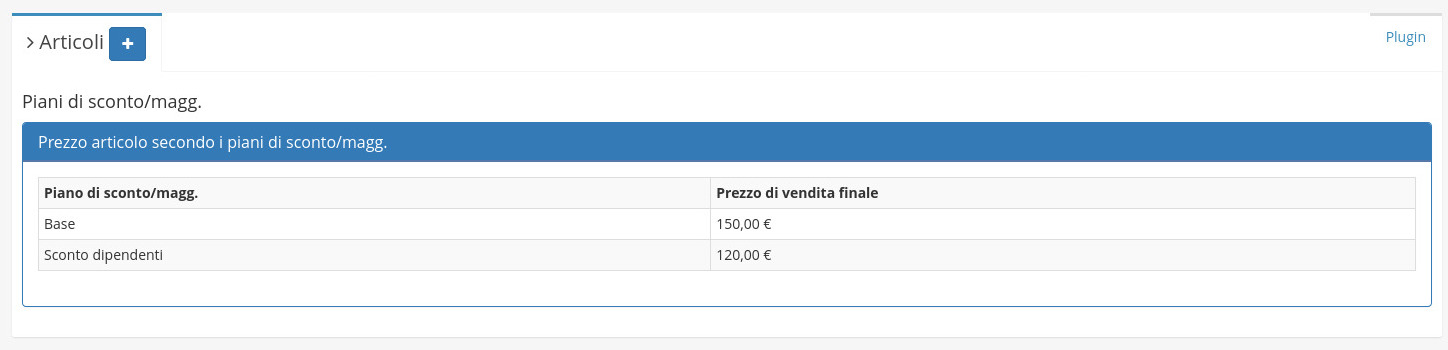 Articoli
Plugin
Piani di sconto/magg.
Prezzo articolo secondo i piani di sconto/magg.
Piano di sconto/magg. Prezzo di vendita finale
Base 150,00 €
Sconto dipendenti 120,00 €